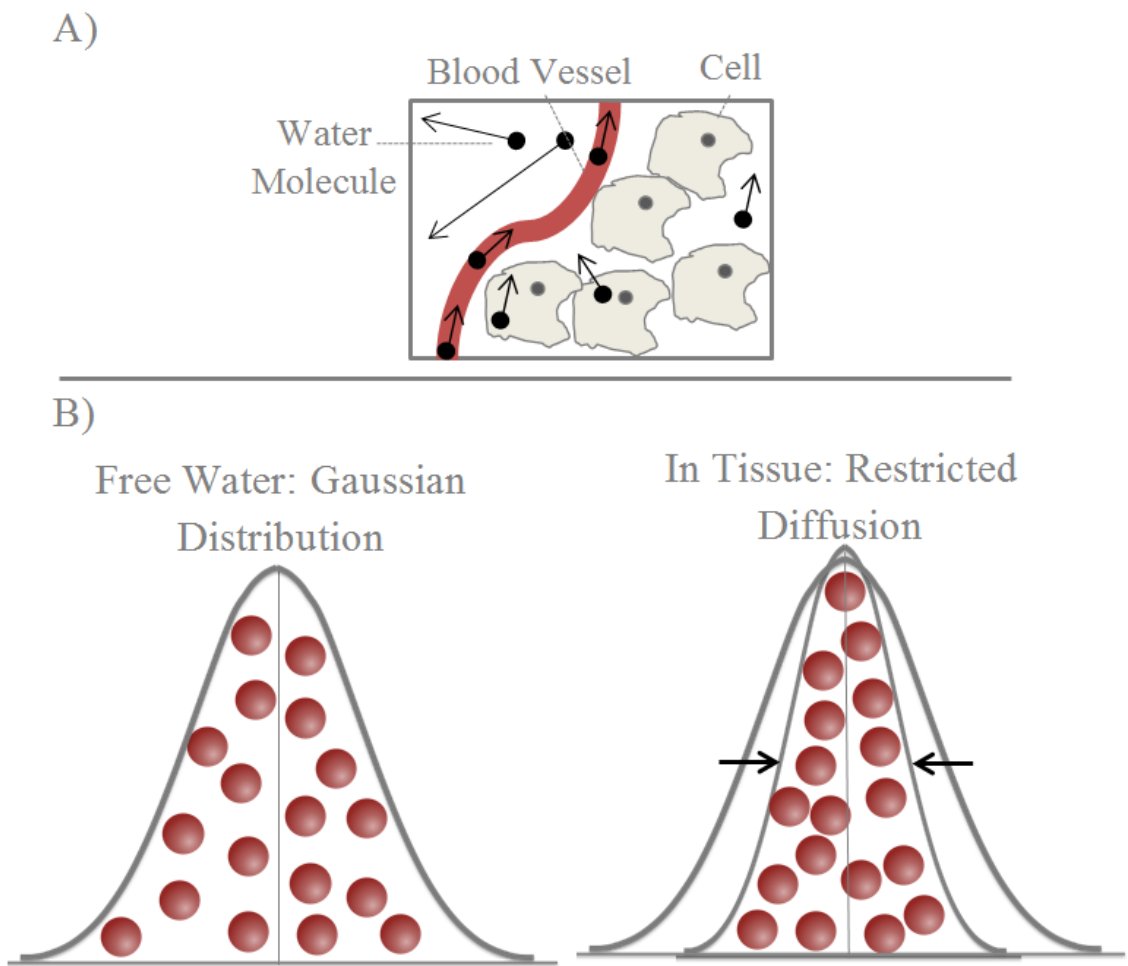 A)
Blood Vessel
Cell
Water
Molecule
B)
Free Water: Gaussian
Distribution
In Tissue: Restricted
Diffusion